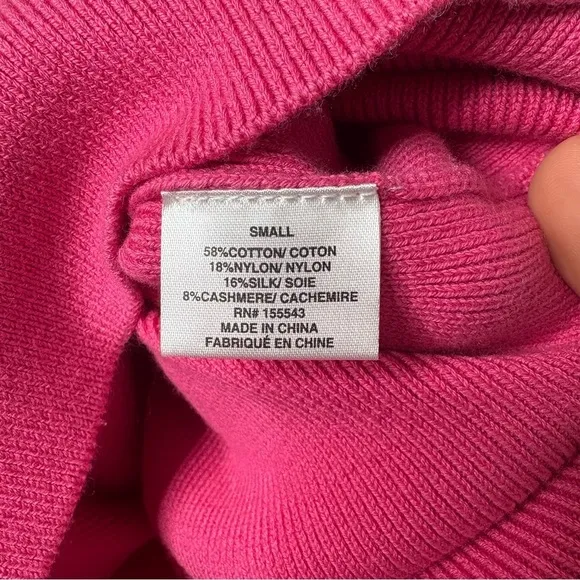 SMALL
58%COTTON/ COTON
18%NYLON/ NYLON
16%SILK/ SOIE
8%CASHMERE/ CACHEMIRE
RN# 155543
MADE IN CHINA
FABRIQUÉ EN CHINE